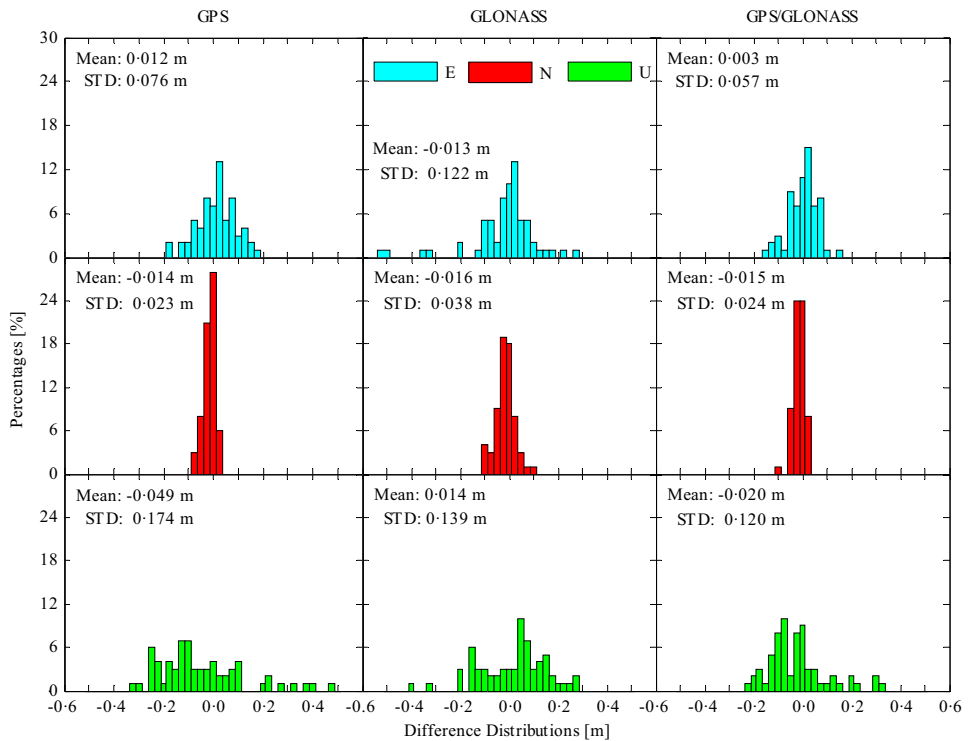 GPS GLONASS GPS/GLONASS
30
24
18
12
6
0
Mean: 0·012 m
STD: 0·076 m
E N U
Mean: -0·013 m
STD: 0·122 m
Mean: 0·003 m
STD: 0·057 m
Percentages [%]
24
18
12
6
0
Mean: -0·014 m
STD: 0·023 m
Mean: -0·016 m
STD: 0·038 m
Mean: -0·015 m
STD: 0·024 m
24
18
12
6
0
Mean: -0·049 m
STD: 0·174 m
Mean: 0·014 m
STD: 0·139 m
Mean: -0·020 m
STD: 0·120 m
-0·6 -0·4 -0·2 0·0 0·2 0·4 -0.6 -0·4 -0·2 0·0 0·2 0·4 -0.6 -0·4 -0·2 0·0 0·2 0·4 0·6
Difference Distributions [m]